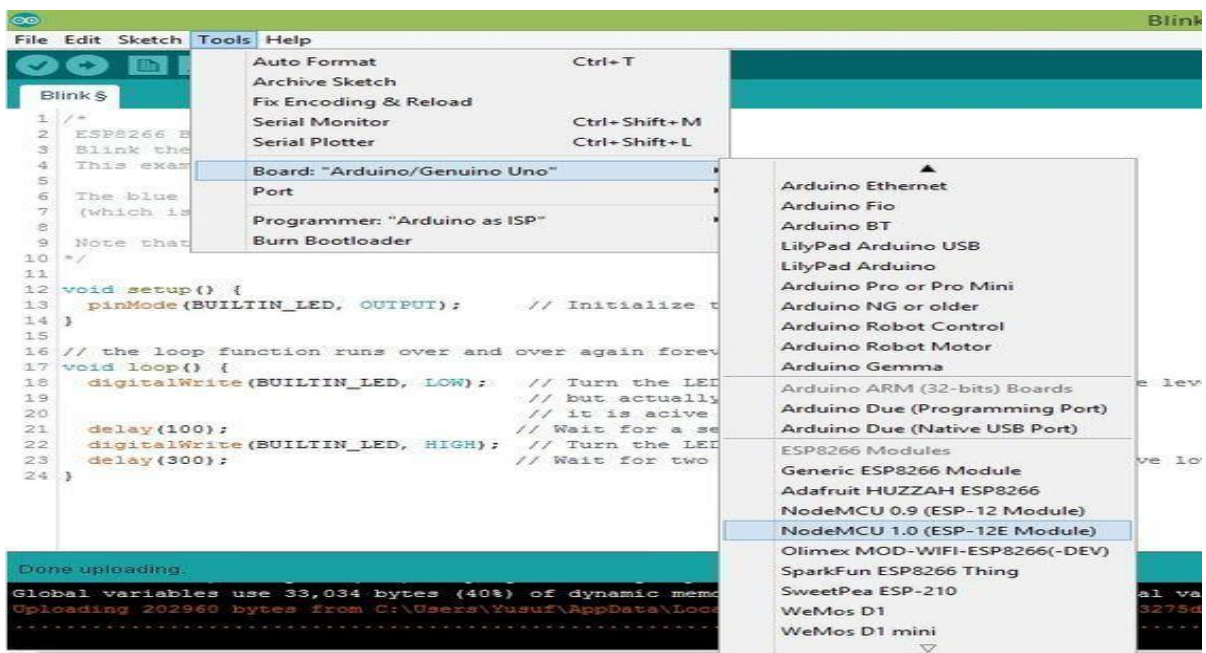 Blink
File Edit Sketch Tools Help
Auto Format Ctrl+T
Archive Sketch
Fix Encoding & Reload
Serial Monitor Ctrl+Shift+M
Serial Plotter Ctrl+Shift+L
Board: "Arduino/Genuino Uno"
Port
Programmer: "Arduino as ISP"
Burn Bootloader
Arduino Ethernet
Arduino Fio
Arduino BT
LilyPad Arduino USB
LilyPad Arduino
Arduino Pro or Pro Mini
Arduino NG or older
Arduino Robot Control
Arduino Robot Motor
Arduino Gemma
Arduino ARM (32-bits) Boards
Arduino Due (Programming Port)
Arduino Due (Native USB Port)
ESP8266 Modules
Generic ESP8266 Module
Adafruit HUZZAH ESP8266
NodeMCU 0.9 (ESP-12 Module)
NodeMCU 1.0 (ESP-12E Module)
Olimex MOD-WIFI-ESP8266(-DEV)
SparkFun ESP8266 Thing
SweetPea ESP-210
WeMos D1
WeMos D1 mini
Blink §
1 /*
2 ESP8266 B
3 Blink the
4 This exam
5
6 The blue
7 (which is
8
9 Note that
10 */
11
12 void setup() {
13 pinMode(BUILTIN_LED, OUTPUT); // Initialize t
14 }
15
16 // the loop function runs over and over again forev
17 void loop() {
18 digitalWrite(BUILTIN_LED, LOW); // Turn the LED e lev
19 // but actually
20 // it is acive
21 delay(100); // Wait for a se
22 digitalWrite(BUILTIN_LED, HIGH); // Turn the LED
23 delay(300); // Wait for two ve lo
24 }
Done uploading.
Global variables use 33,034 bytes (40%) of dynamic memo al va
Uploading 202960 bytes from C:\Users\Yusuf\AppData\Loca 3275d